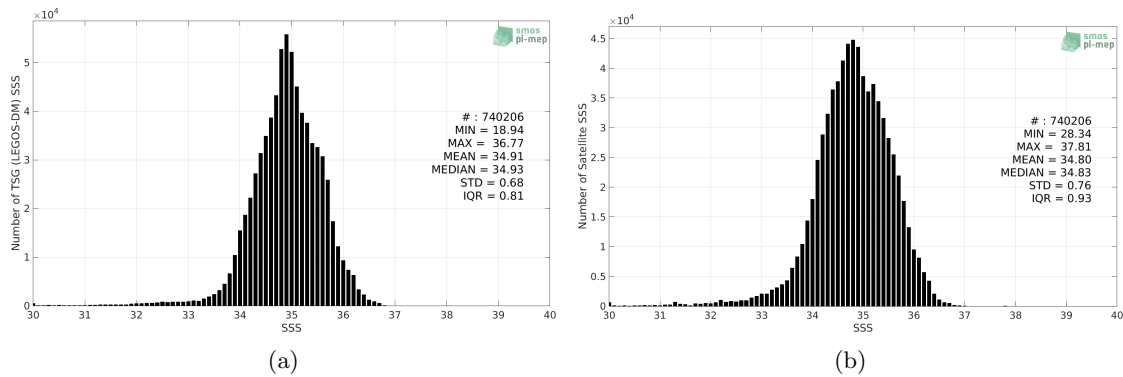 ×10⁴
6
4
2
0
30 31 32 33 34 35 36 37 38 39 40
SSS
Number of TSG (LEGOS-DM) SSS
smos
pi-mep
# : 740206
MIN = 18.94
MAX = 36.77
MEAN = 34.91
MEDIAN = 34.93
STD = 0.68
IQR = 0.81
(a)
×10⁴
4.5
4
3.5
3
2.5
2
1.5
1
0.5
0
30 31 32 33 34 35 36 37 38 39 40
SSS
Number of Satellite SSS
smos
pi-mep
# : 740206
MIN = 28.34
MAX = 37.81
MEAN = 34.80
MEDIAN = 34.83
STD = 0.76
IQR = 0.93
(b)